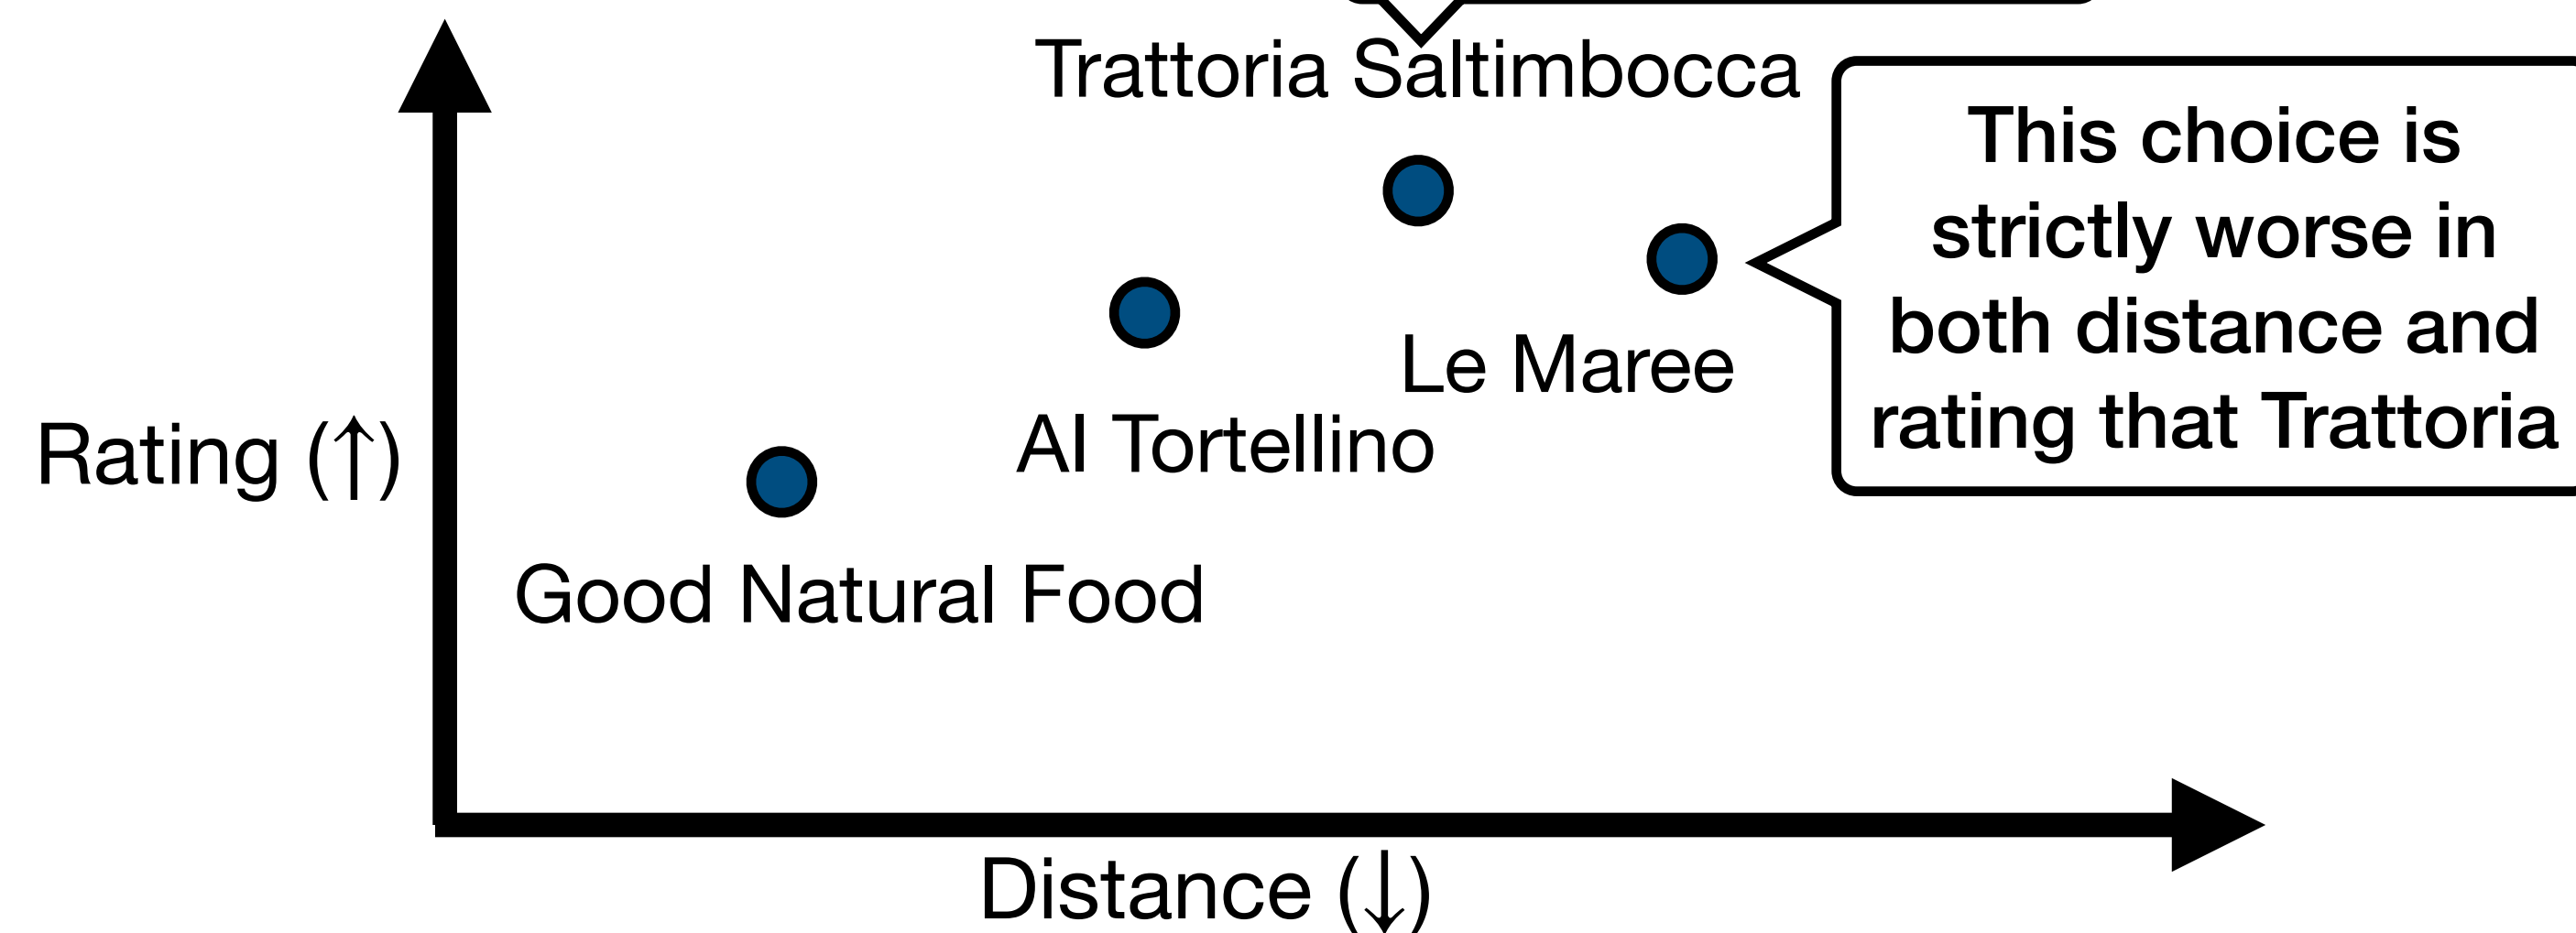 Trattoria Saltimbocca
This choice is
strictly worse in
both distance and
rating that Trattoria
Le Maree
Al Tortellino
Rating (↑)
Good Natural Food
Distance (↓)